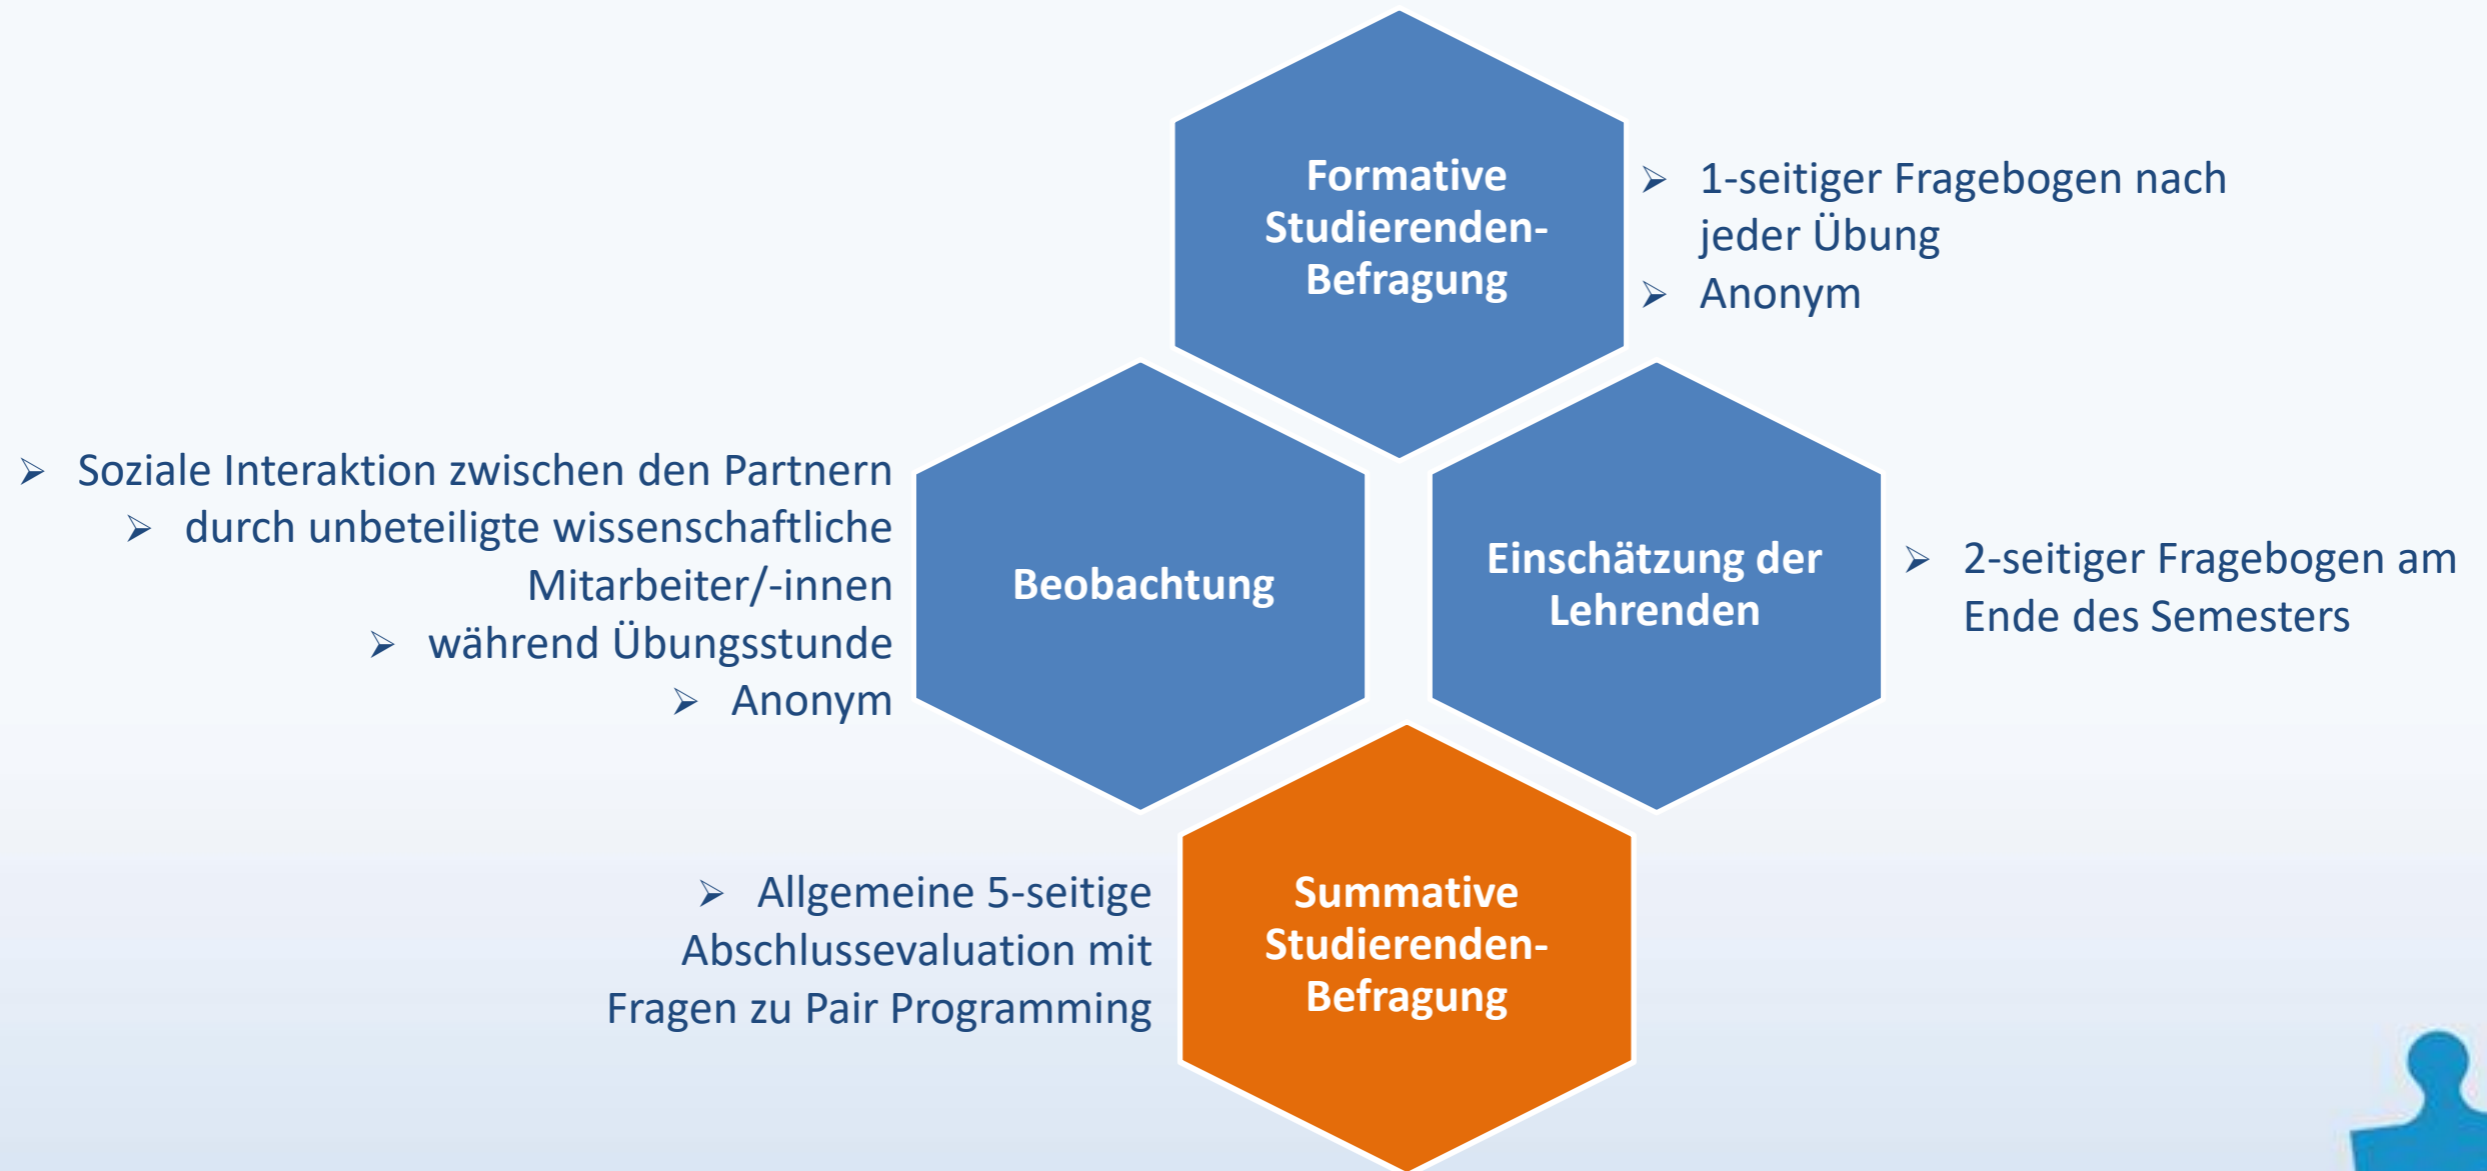 Formative
Studierenden-
Befragung
➢ 1-seitiger Fragebogen nach
jeder Übung
➢ Anonym
➢ Soziale Interaktion zwischen den Partnern
➢ durch unbeteiligte wissenschaftliche
Mitarbeiter/-innen
➢ während Übungsstunde
➢ Anonym
Beobachtung
Einschätzung der
Lehrenden
➢ 2-seitiger Fragebogen am
Ende des Semesters
➢ Allgemeine 5-seitige
Abschlussevaluation mit
Fragen zu Pair Programming
Summative
Studierenden-
Befragung